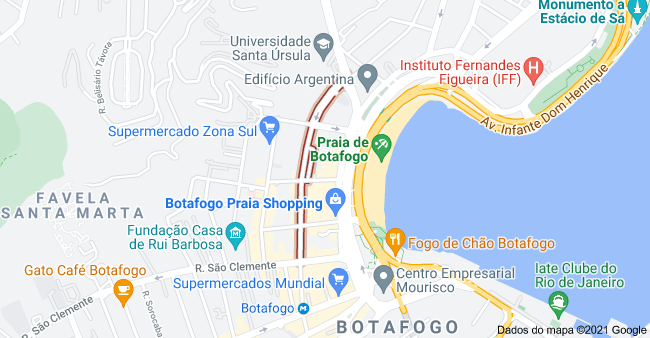 Monumento a
Estácio de Sá
Universidade
Santa Úrsula
Edifício Argentina
Instituto Fernandes
Figueira (IFF)
H
R. Belisário Távora
Av. Infante Dom Henrique
Supermercado Zona Sul
Praia de
Botafogo
FAVELA
SANTA MARTA
Botafogo Praia Shopping
Fundação Casa
de Rui Barbosa
Fogo de Chão Botafogo
R. São Clemente
Gato Café Botafogo
Centro Empresarial
Mourisco
Iate Clube do
Rio de Janeiro
Supermercados Mundial
R. São Clemente
R. Sorocaba
Botafogo M
BOTAFOGO
Dados do mapa ©2021 Google